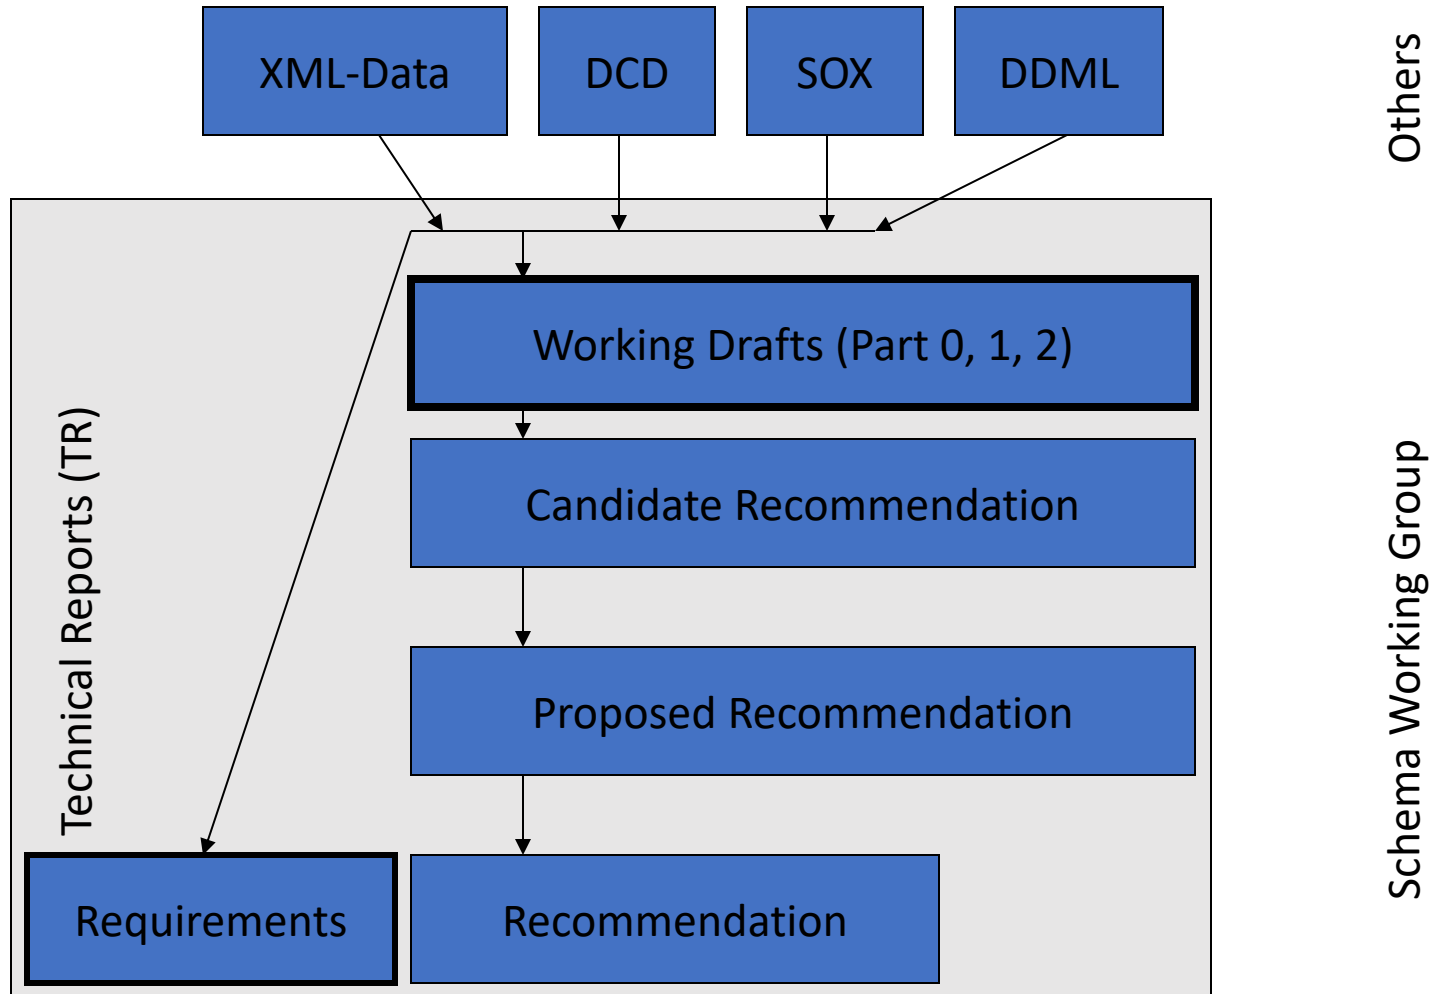 XML-Data
DCD
SOX
DDML
Others
Working Drafts (Part 0, 1, 2)
Candidate Recommendation
Proposed Recommendation
Technical Reports (TR)
Schema Working Group
Requirements
Recommendation